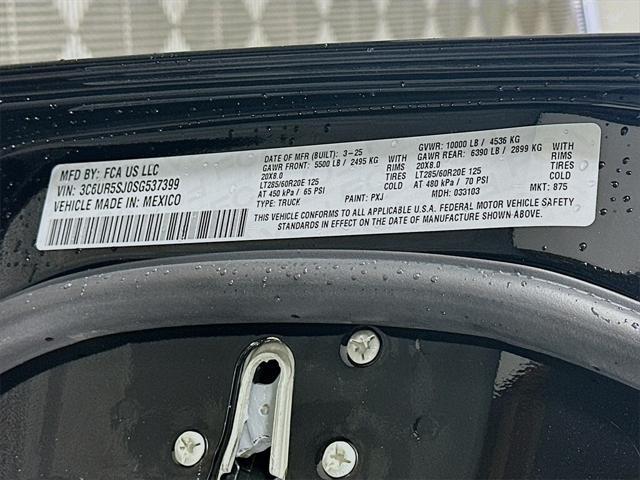 MFD BY: FCA US LLC
VIN: 3C6UR5SJ0SG537399
VEHICLE MADE IN: MEXICO
DATE OF MFR (BUILT): 3-25
GAWR FRONT: 5500 LB / 2495 KG WITH
20X8.0 RIMS
LT285/60R20E 125 TIRES
AT 450 kPa / 65 PSI COLD
TYPE: TRUCK PAINT: PXJ
GVWR: 10000 LB / 4536 KG
GAWR REAR: 6390 LB / 2899 KG WITH
20X8.0 RIMS
LT285/60R20E 125 TIRES
AT 480 kPa / 70 PSI COLD
MDH: 033103 MKT: 875
THIS VEHICLE CONFORMS TO ALL APPLICABLE U.S.A. FEDERAL MOTOR VEHICLE SAFETY
STANDARDS IN EFFECT ON THE DATE OF MANUFACTURE SHOWN ABOVE.